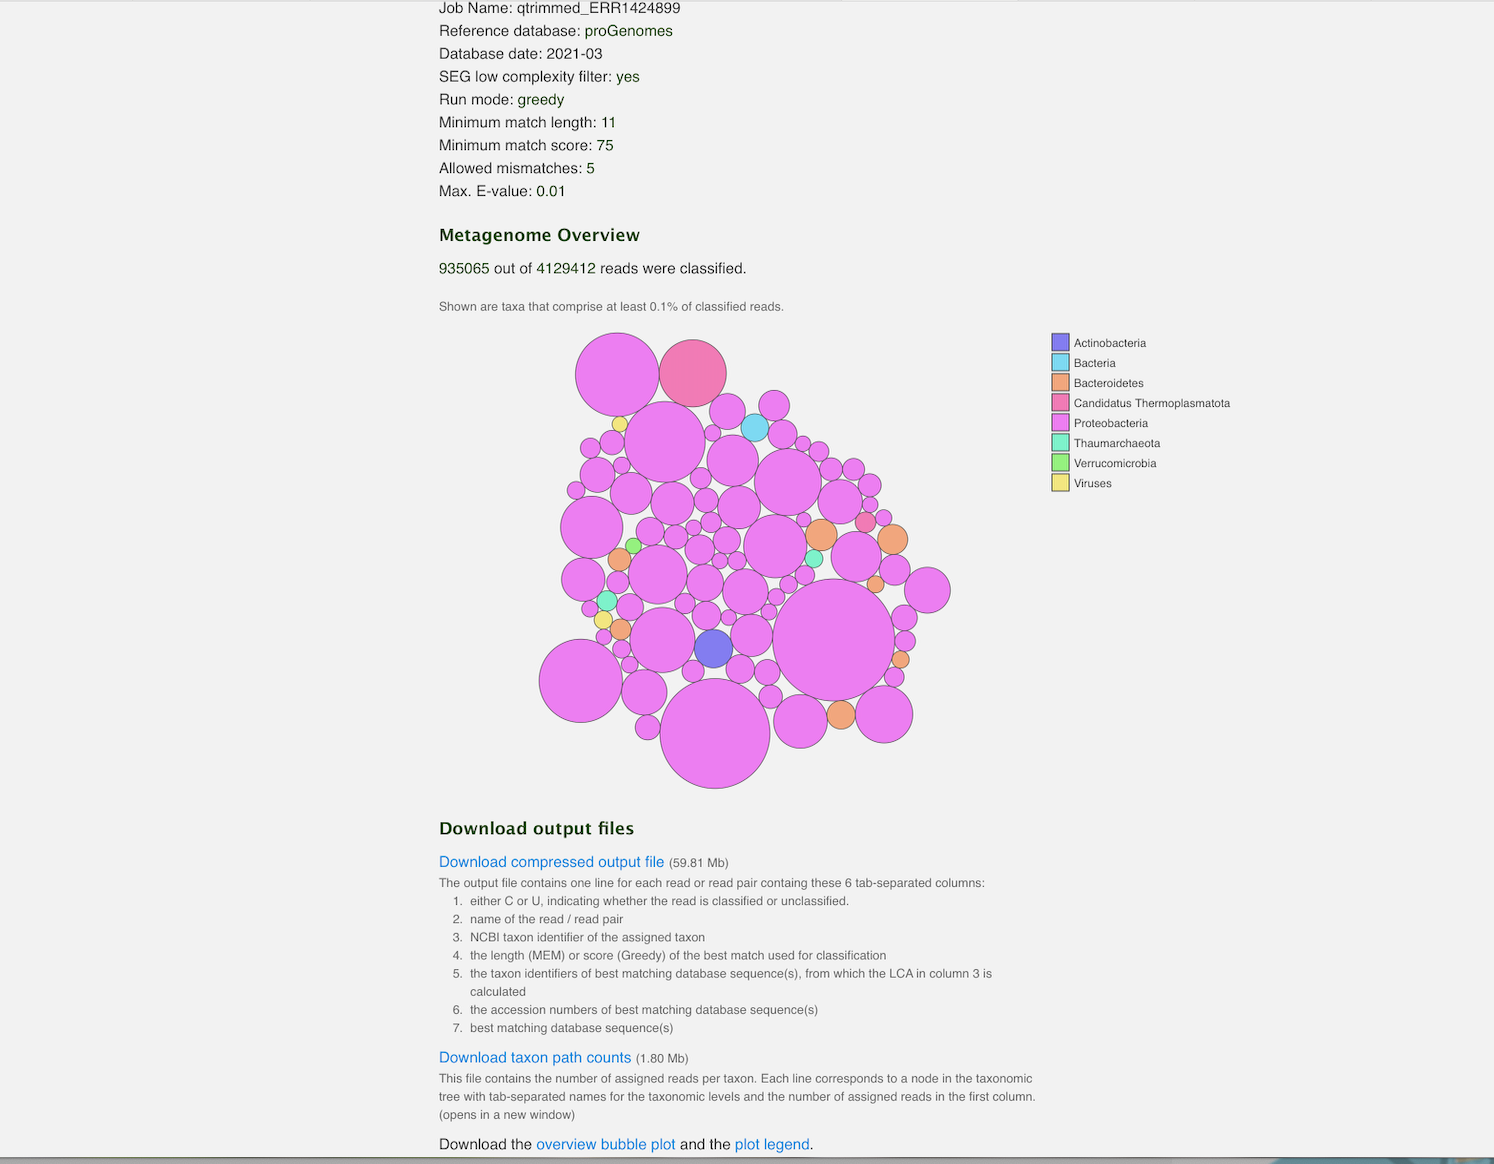 Job Name: qtrimmed_ERR1424899
Reference database: proGenomes
Database date: 2021-03
SEG low complexity filter: yes
Run mode: greedy
Minimum match length: 11
Minimum match score: 75
Allowed mismatches: 5
Max. E-value: 0.01
Metagenome Overview
935065 out of 4129412 reads were classified.
Shown are taxa that comprise at least 0.1% of classified reads.
Actinobacteria
Bacteria
Bacteroidetes
Candidatus Thermoplasmatota
Proteobacteria
Thaumarchaeota
Verrucomicrobia
Viruses
Download output files
Download compressed output file (59.81 Mb)
The output file contains one line for each read or read pair containg these 6 tab-separated columns:
1. either C or U, indicating whether the read is classified or unclassified.
2. name of the read / read pair
3. NCBI taxon identifier of the assigned taxon
4. the length (MEM) or score (Greedy) of the best match used for classification
5. the taxon identifiers of best matching database sequence(s), from which the LCA in column 3 is
calculated
6. the accession numbers of best matching database sequence(s)
7. best matching database sequence(s)
Download taxon path counts (1.80 Mb)
This file contains the number of assigned reads per taxon. Each line corresponds to a node in the taxonomic
tree with tab-separated names for the taxonomic levels and the number of assigned reads in the first column.
(opens in a new window)
Download the overview bubble plot and the plot legend.